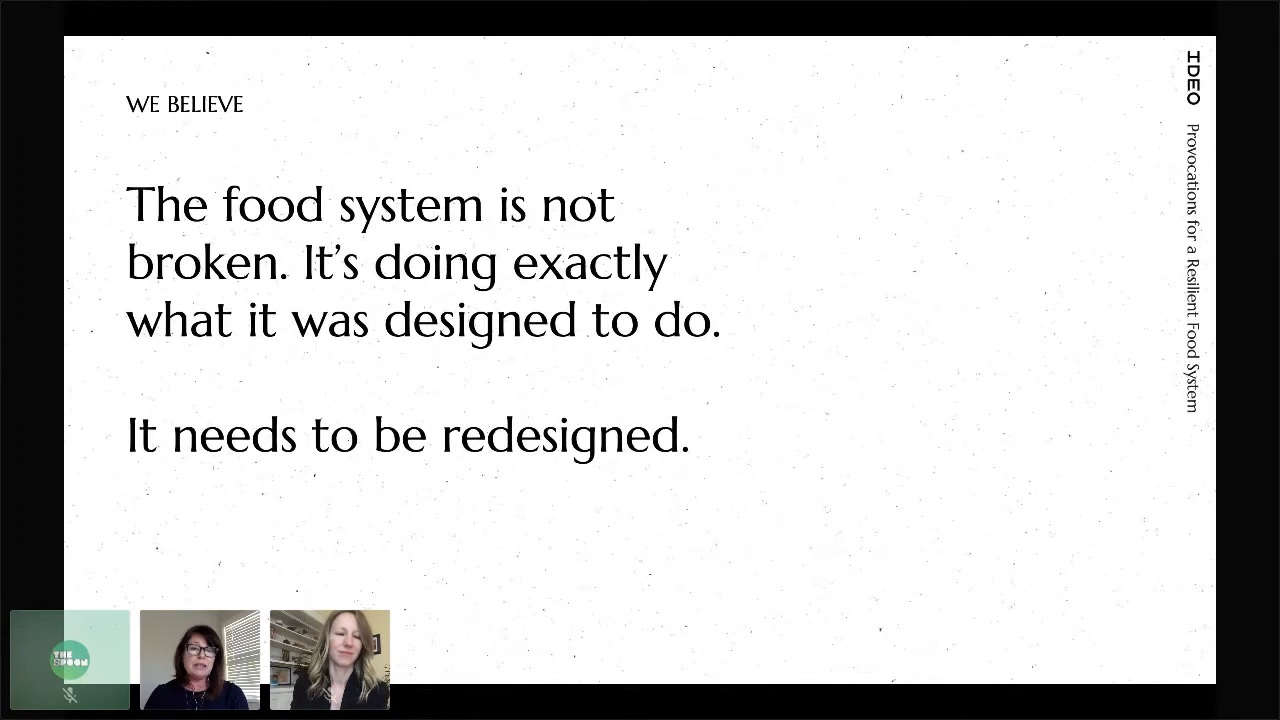 WE BELIEVE
The food system is not
broken. It’s doing exactly
what it was designed to do.
It needs to be redesigned.
IDEO Provocations for a Resilient Food System
THE
SPOON